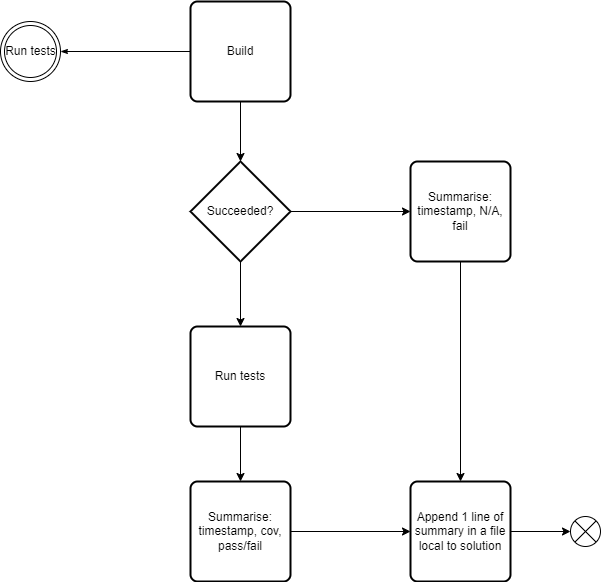 Run tests
Build
Succeeded?
Summarise:
timestamp, N/A,
fail
Run tests
Summarise:
timestamp, cov,
pass/fail
Append 1 line of
summary in a file
local to solution